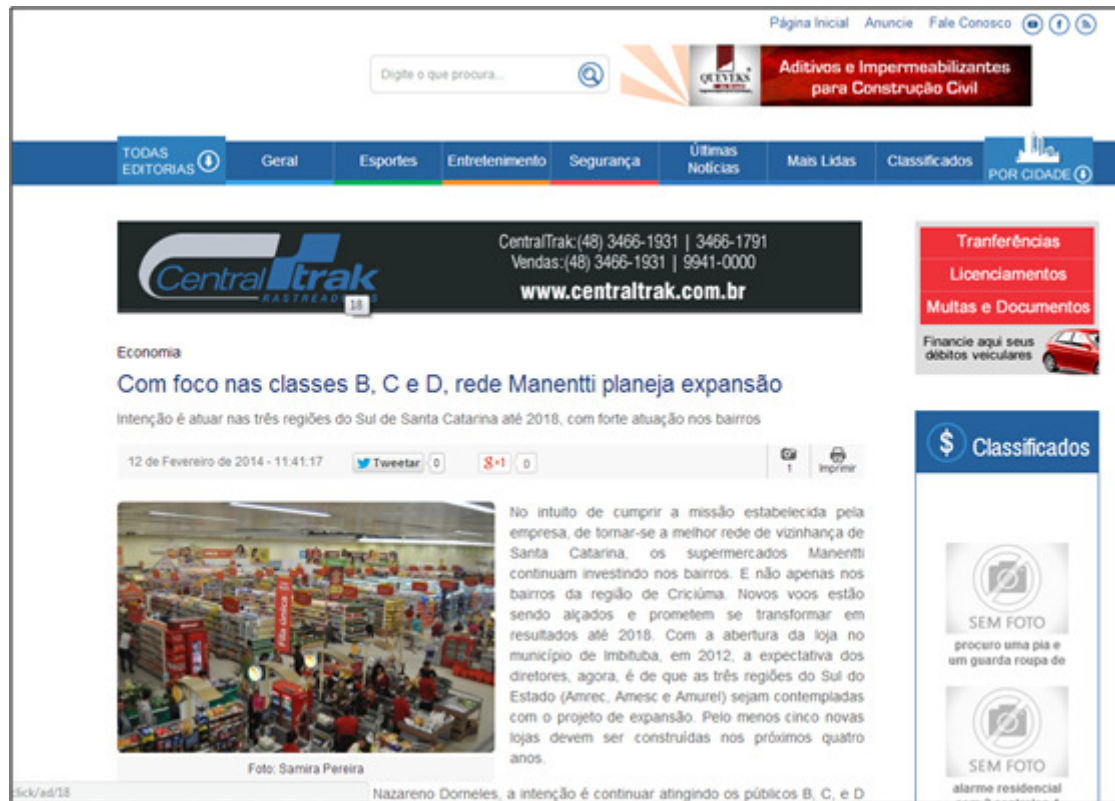 Página Inicial Anuncie Fale Conosco
Digite o que procura...
QUEVEKS
Aditivos e Impermeabilizantes
para Construção Civil
TODAS
EDITORIAS
Geral
Esportes
Entretenimento
Segurança
Últimas
Notícias
Mais Lidas
Classificados
POR CIDADE
Central trak
RASTREADORES
18
CentralTrak:(48) 3466-1931 | 3466-1791
Vendas:(48) 3466-1931 | 9941-0000
www.centraltrak.com.br
Tranferências
Licenciamentos
Multas e Documentos
Financie aqui seus
débitos veiculares
Economia
Com foco nas classes B, C e D, rede Manentti planeja expansão
Intenção é atuar nas três regiões do Sul de Santa Catarina até 2018, com forte atuação nos bairros
12 de Fevereiro de 2014 - 11:41:17
Tweetar 0
g+1 0
1
Imprimir
Fila única
Foto: Samira Pereira
No intuito de cumprir a missão estabelecida pela
empresa, de tornar-se a melhor rede de vizinhança de
Santa Catarina, os supermercados Manentti
continuam investindo nos bairros. E não apenas nos
bairros da região de Criciúma. Novos voos estão
sendo alçados e prometem se transformar em
resultados até 2018. Com a abertura da loja no
município de Imbituba, em 2012, a expectativa dos
diretores, agora, é de que as três regiões do Sul do
Estado (Amrec, Amesc e Amurel) sejam contempladas
com o projeto de expansão. Pelo menos cinco novas
lojas devem ser construídas nos próximos quatro
anos.
Nazareno Dorneles, a intenção é continuar atingindo os públicos B, C, e D
$ Classificados
SEM FOTO
procuro uma pia e
um guarda roupa de
SEM FOTO
alarme residencial
click/ad/18